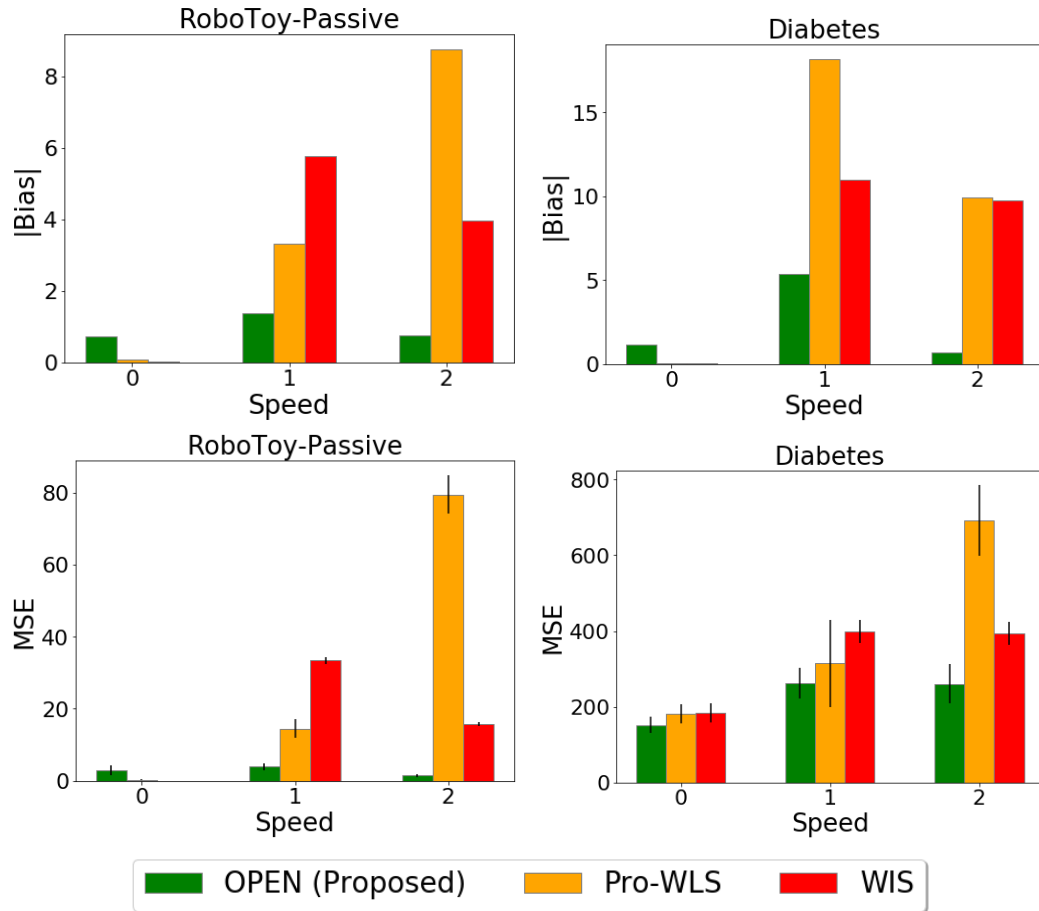 RoboToy-Passive
|Bias|
8
6
4
2
0
0 1 2
Speed
Diabetes
|Bias|
15
10
5
0
0 1 2
Speed
RoboToy-Passive
MSE
80
60
40
20
0
0 1 2
Speed
Diabetes
MSE
800
600
400
200
0
0 1 2
Speed
OPEN (Proposed) Pro-WLS WIS